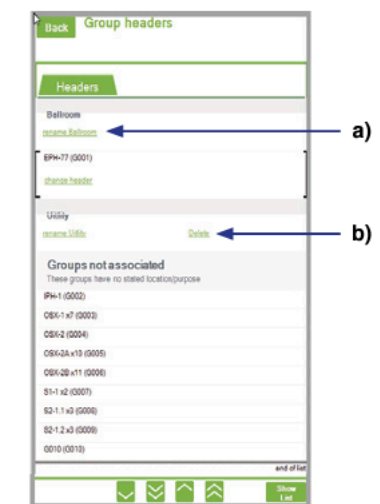 Back Group headers
Headers
Ballroom
rename Ballroom
a)
EPH-77 (G001)
change header
Utility
rename Utility Delete
b)
Groups not associated
These groups have no stated location/purpose
IPH-1 (G002)
OSX-1 x7 (G003)
OSX-2 (G004)
OSX-2A x10 (G005)
OSX-2B x11 (G006)
S1-1 x2 (G007)
S2-1.1 x3 (G008)
S2-1.2 x3 (G009)
G010 (G010)
end of list
Show
List